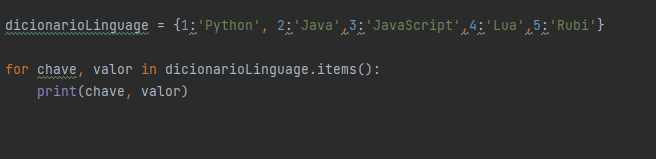 dicionarioLinguage = {1:'Python', 2:'Java',3:'JavaScript',4:'Lua',5:'Rubi'}
for chave, valor in dicionarioLinguage.items():
    print(chave, valor)